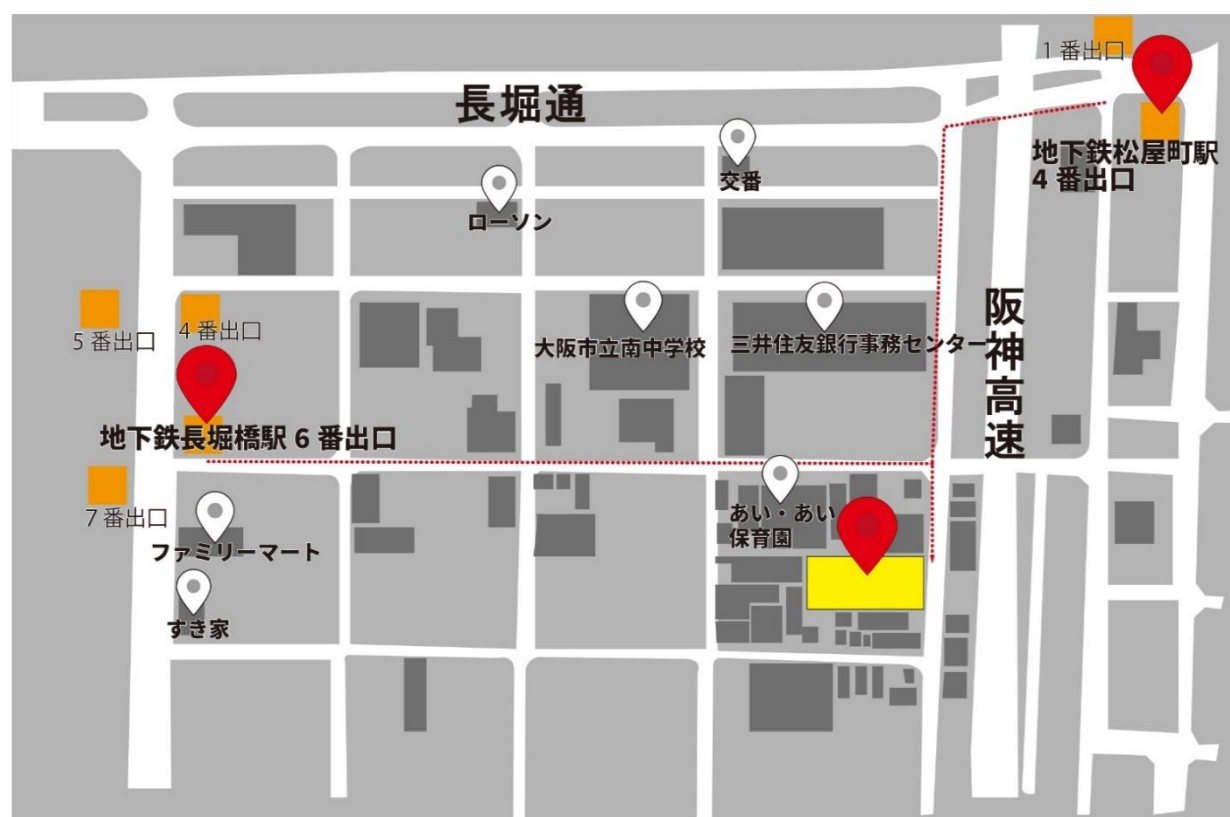 1 番出口
長堀通
地下鉄松屋町駅
4 番出口
交番
ローソン
阪神高速
5 番出口
4 番出口
大阪市立南中学校
三井住友銀行事務センター
地下鉄長堀橋駅 6 番出口
7 番出口
あい・あい
保育園
ファミリーマート
すき家